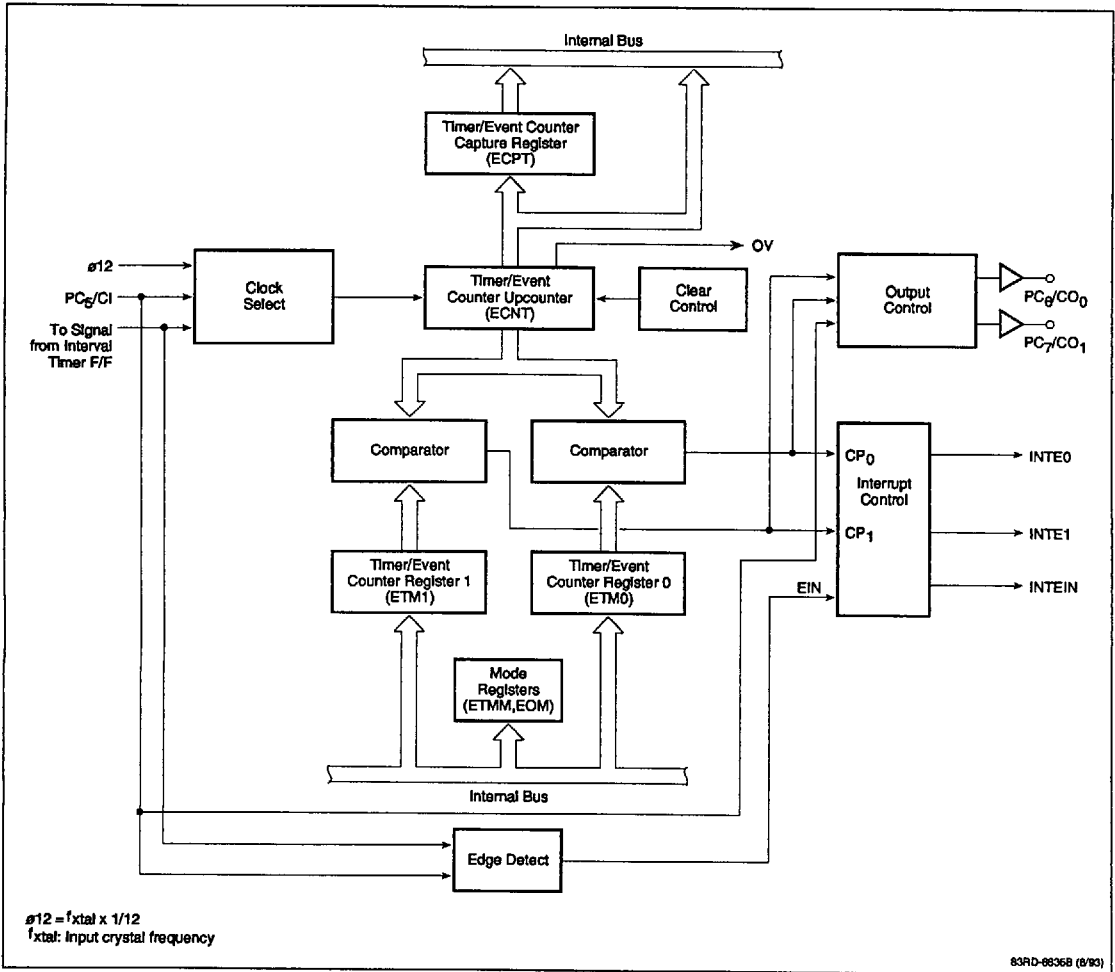 Internal Bus
Timer/Event Counter
Capture Register
(ECPT)
OV
ø12
PC5/CI
To Signal
from Interval
Timer F/F
Clock
Select
Timer/Event
Counter Upcounter
(ECNT)
Clear
Control
Output
Control
PC6/CO0
PC7/CO1
Comparator
Comparator
CP0
Interrupt
Control
CP1
EIN
INTE0
INTE1
INTEIN
Timer/Event
Counter Register 1
(ETM1)
Timer/Event
Counter Register 0
(ETM0)
Mode
Registers
(ETMM,EOM)
Internal Bus
Edge Detect
ø12 = fxtal x 1/12
fxtal: Input crystal frequency
83RD-6636B (6/93)